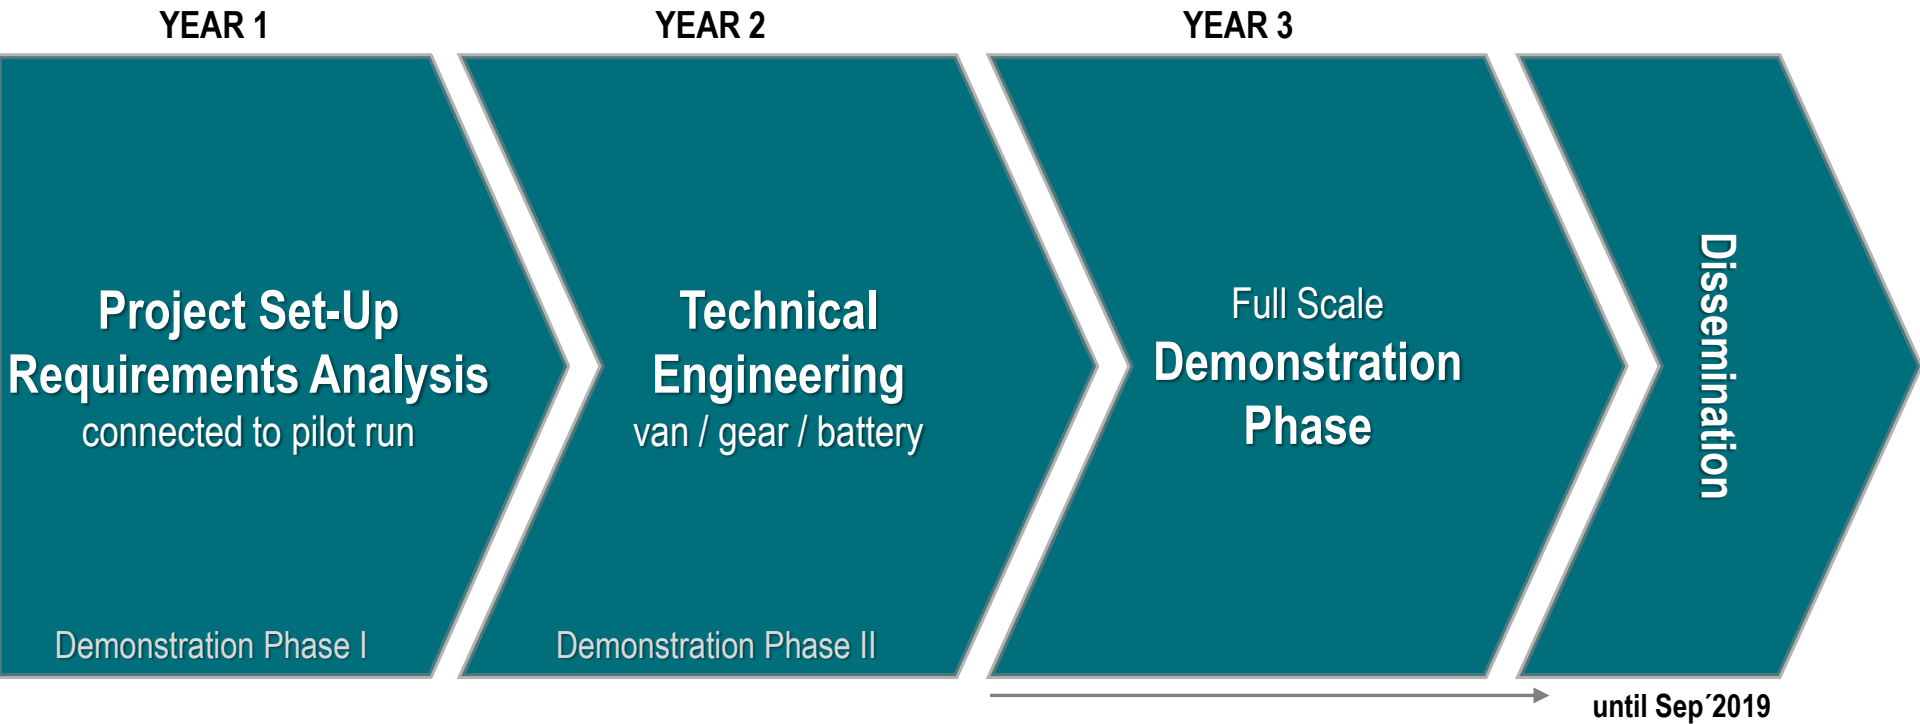 YEAR 1
YEAR 2
YEAR 3
Project Set-Up
Requirements Analysis
connected to pilot run
Demonstration Phase I
Technical
Engineering
van / gear / battery
Demonstration Phase II
Full Scale
Demonstration
Phase
Dissemination
until Sep´2019